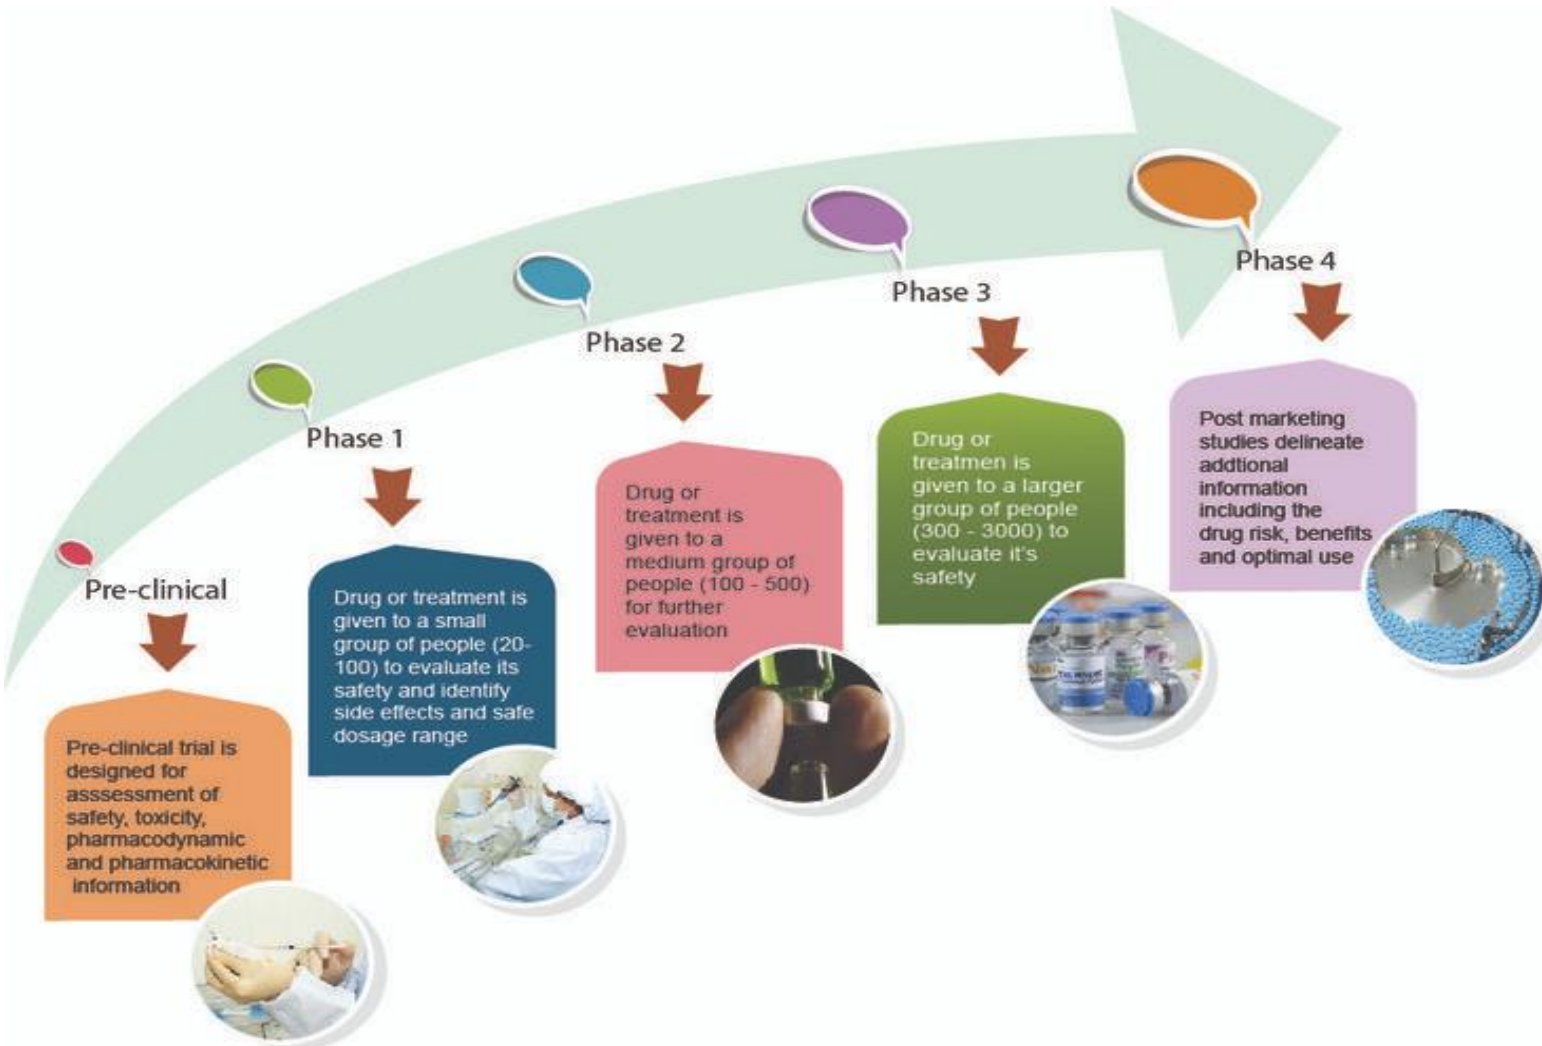 Pre-clinical
Pre-clinical trial is
designed for
asssessment of
safety, toxicity,
pharmacodynamic
and pharmacokinetic
information
Phase 1
Drug or treatment is
given to a small
group of people (20-
100) to evaluate its
safety and identify
side effects and safe
dosage range
Phase 2
Drug or
treatment is
given to a
medium group of
people (100 - 500)
for further
evaluation
Phase 3
Drug or
treatmen is
given to a larger
group of people
(300 - 3000) to
evaluate it's
safety
Phase 4
Post marketing
studies delineate
addtional
information
including the
drug risk, benefits
and optimal use